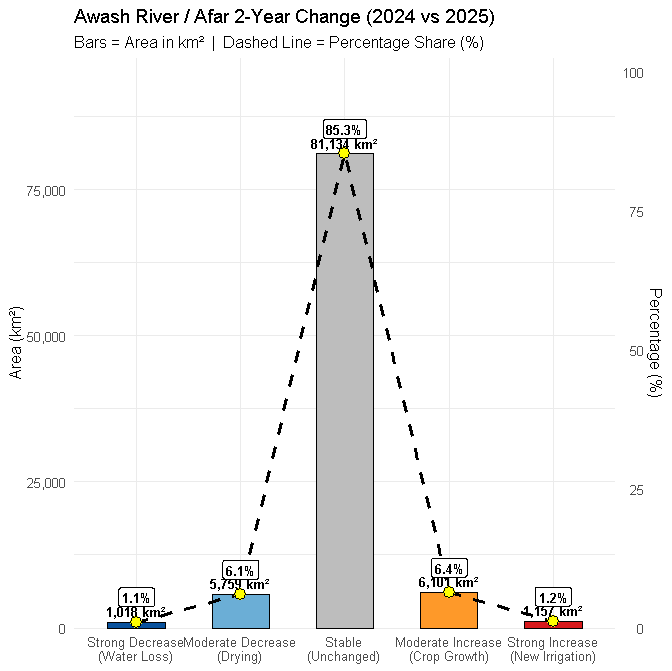 Awash River / Afar 2-Year Change (2024 vs 2025)
Bars = Area in km² | Dashed Line = Percentage Share (%)
100
85.3%
81,134 km²
75,000
75
Area (km²)
Percentage (%)
50,000
50
25,000
25
1.1%
1,018 km²
6.1%
5,759 km²
6.4%
6,101 km²
1.2%
1,157 km²
0
0
Strong Decrease
(Water Loss)
Moderate Decrease
(Drying)
Stable
(Unchanged)
Moderate Increase
(Crop Growth)
Strong Increase
(New Irrigation)